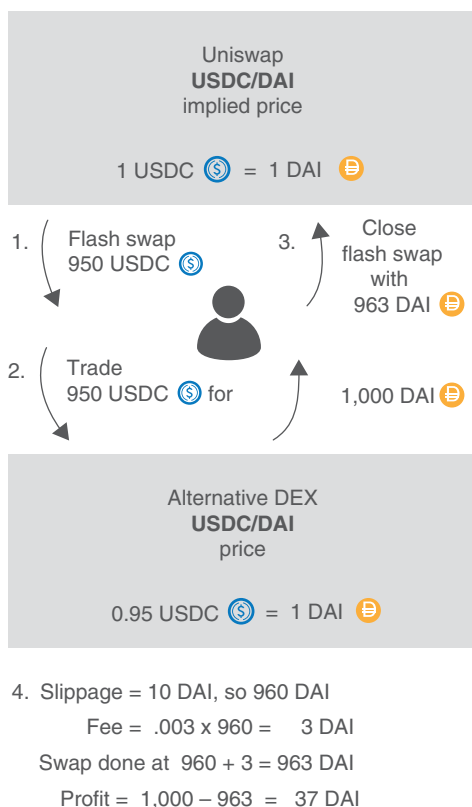 Uniswap
USDC/DAI
implied price
1 USDC = 1 DAI
1. Flash swap
950 USDC
3. Close
flash swap
with
963 DAI
2. Trade
950 USDC for
1,000 DAI
Alternative DEX
USDC/DAI
price
0.95 USDC = 1 DAI
4. Slippage = 10 DAI, so 960 DAI
Fee = .003 x 960 = 3 DAI
Swap done at 960 + 3 = 963 DAI
Profit = 1,000 – 963 = 37 DAI